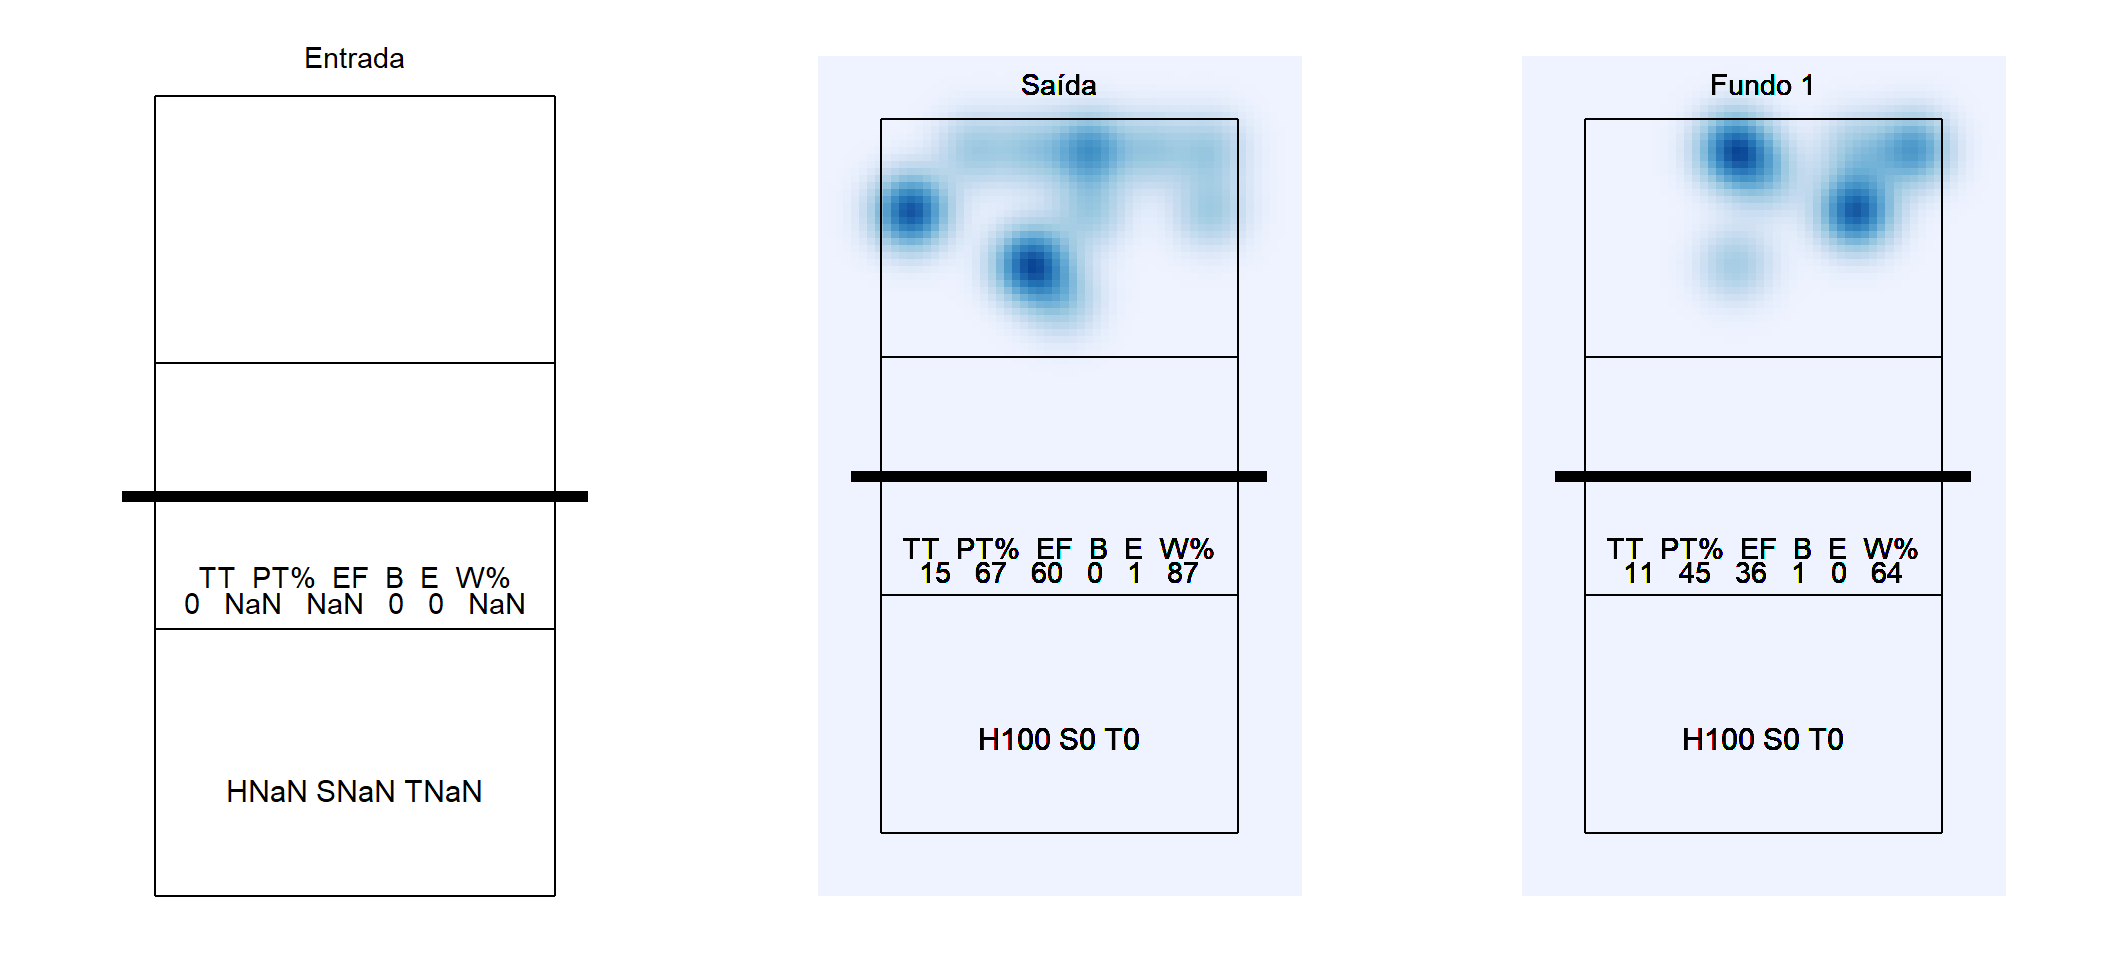 Entrada
TT PT% EF B E W%
0 NaN NaN 0 0 NaN
HNaN SNaN TNaN
Saída
TT PT% EF B E W%
15 67 60 0 1 87
H100 S0 T0
Fundo 1
TT PT% EF B E W%
11 45 36 1 0 64
H100 S0 T0